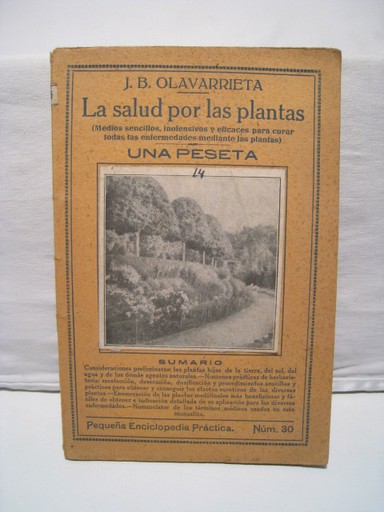 J. B. OLAVARRIETA
La salud por las plantas
(Medios sencillos, inofensivos y eficaces para curar
todas las enfermedades mediante las plantas)
UNA PESETA
14
SUMARIO
Consideraciones preliminares: las plantas hijas de la tierra, del sol, del
agua y de los demás agentes naturales.—Nociones prácticas de herboris-
teria: recolección, desecación, dosificación y procedimientos sencillos y
prácticos para obtener y conseguir los efectos curativos de las diversas
plantas.—Enumeración de las plantas medicinales más beneficiosas y fá-
ciles de obtener e indicación detallada de su aplicación para las diversas
enfermedades.—Nomenclator de los términos médicos usados en este
manualito.
Pequeña Enciclopedia Práctica. Núm. 30